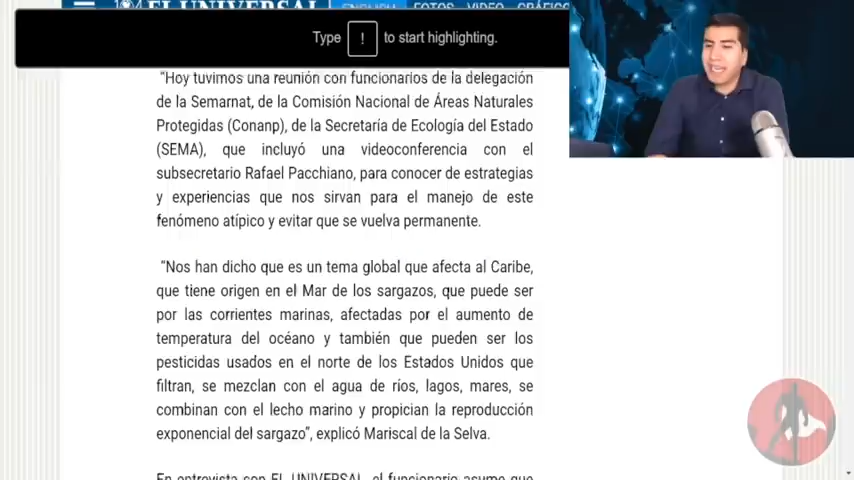 104 EL UNIVERSAL ENGLISH FOTOS VIDEO GRÁFICOS
Type ! to start highlighting.
“Hoy tuvimos una reunión con funcionarios de la delegación
de la Semarnat, de la Comisión Nacional de Áreas Naturales
Protegidas (Conanp), de la Secretaría de Ecología del Estado
(SEMA), que incluyó una videoconferencia con el
subsecretario Rafael Pacchiano, para conocer de estrategias
y experiencias que nos sirvan para el manejo de este
fenómeno atípico y evitar que se vuelva permanente.
“Nos han dicho que es un tema global que afecta al Caribe,
que tiene origen en el Mar de los sargazos, que puede ser
por las corrientes marinas, afectadas por el aumento de
temperatura del océano y también que pueden ser los
pesticidas usados en el norte de los Estados Unidos que
filtran, se mezclan con el agua de ríos, lagos, mares, se
combinan con el lecho marino y propician la reproducción
exponencial del sargazo”, explicó Mariscal de la Selva.
En entrevista con EL UNIVERSAL, el funcionario asume que